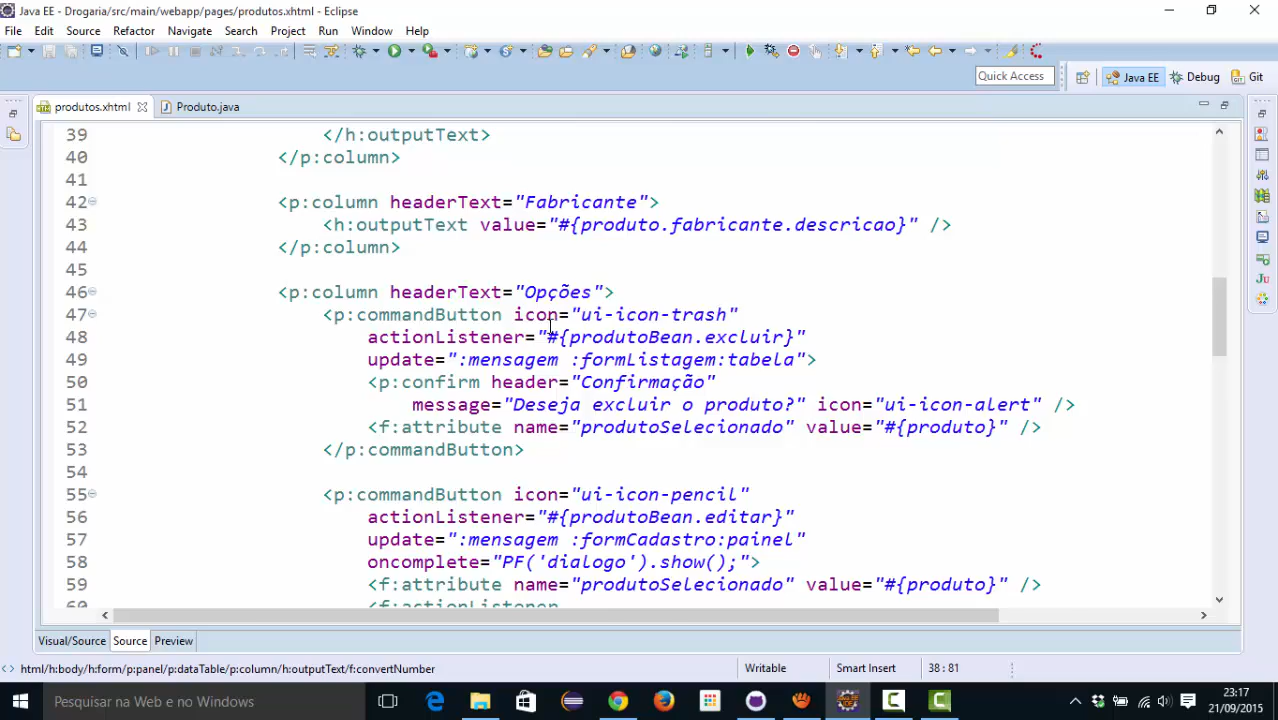 Java EE - Drogaria/src/main/webapp/pages/produtos.xhtml - Eclipse
File Edit Source Refactor Navigate Search Project Run Window Help
Quick Access Java EE Debug Git
produtos.xhtml Produto.java
39 </h:outputText>
40 </p:column>
41
42 <p:column headerText="Fabricante">
43 <h:outputText value="#{produto.fabricante.descricao}" />
44 </p:column>
45
46 <p:column headerText="Opções">
47 <p:commandButton icon="ui-icon-trash"
48 actionListener="#{produtoBean.excluir}"
49 update=":mensagem :formListagem:tabela">
50 <p:confirm header="Confirmação"
51 message="Deseja excluir o produto?" icon="ui-icon-alert" />
52 <f:attribute name="produtoSelecionado" value="#{produto}" />
53 </p:commandButton>
54
55 <p:commandButton icon="ui-icon-pencil"
56 actionListener="#{produtoBean.editar}"
57 update=":mensagem :formCadastro:painel"
58 oncomplete="PF('dialogo').show();">
59 <f:attribute name="produtoSelecionado" value="#{produto}" />
60 <f:actionListener
Visual/Source Source Preview
html/h:body/h:form/p:panel/p:dataTable/p:column/h:outputText/f:convertNumber Writable Smart Insert 38 : 81
Pesquisar na Web e no Windows
23:17
21/09/2015